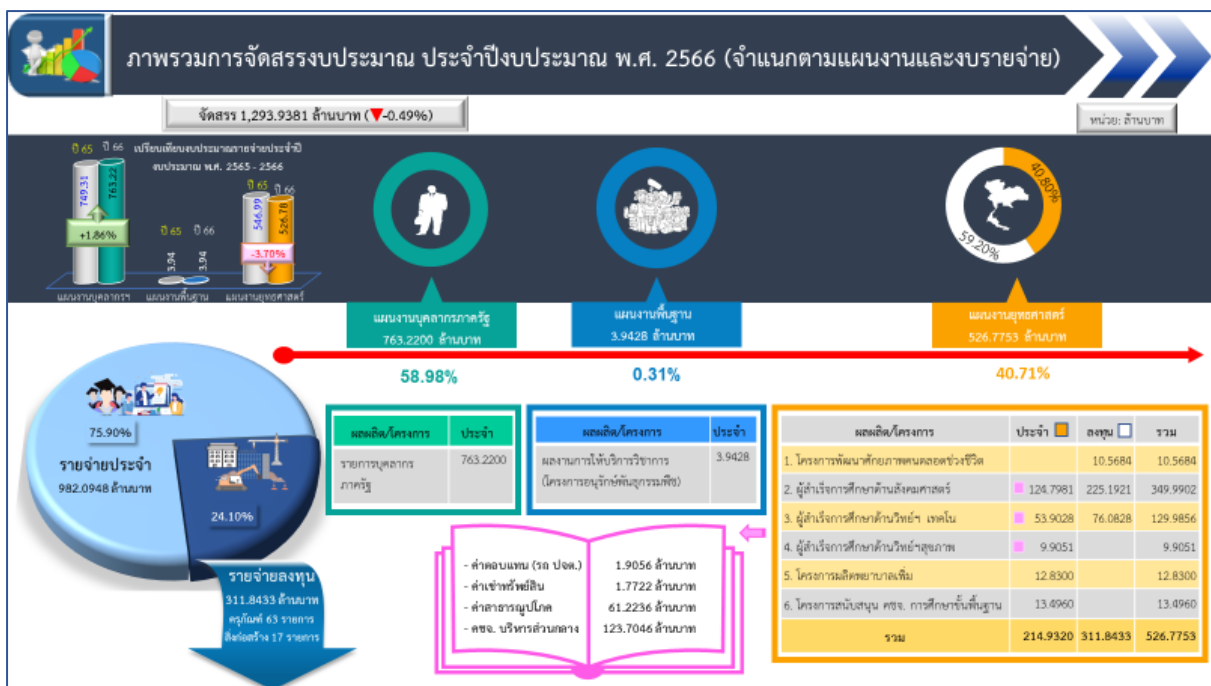 ภาพรวมการจัดสรรงบประมาณ ประจำปีงบประมาณ พ.ศ. 2566 (จำแนกตามแผนงานและงบรายจ่าย)
จัดสรร 1,293.9381 ล้านบาท (▼-0.49%)
หน่วย: ล้านบาท
ปี 65 ปี 66 เปรียบเทียบงบประมาณรายจ่ายประจำปี
งบประมาณ พ.ศ. 2565 - 2566
749.31 763.22
+1.86%
ปี 65 ปี 66
3.94 3.94
ปี 65 ปี 66
546.99 526.78
-3.70%
แผนงานบุคลากรฯ แผนงานพื้นฐาน แผนงานยุทธศาสตร์
40.80%
59.20%
แผนงานบุคลากรภาครัฐ
763.2200 ล้านบาท
แผนงานพื้นฐาน
3.9428 ล้านบาท
แผนงานยุทธศาสตร์
526.7753 ล้านบาท
58.98%
0.31%
40.71%
75.90%
รายจ่ายประจำ
982.0948 ล้านบาท
24.10%
รายจ่ายลงทุน
311.8433 ล้านบาท
ครุภัณฑ์ 63 รายการ
สิ่งก่อสร้าง 17 รายการ
ผลผลิต/โครงการ ประจำ
รายการบุคลากร 763.2200
ภาครัฐ
ผลผลิต/โครงการ ประจำ
ผลงานการให้บริการวิชาการ 3.9428
(โครงการอนุรักษ์พันธุกรรมพืช)
- ค่าตอบแทน (รถ ปจต.) 1.9056 ล้านบาท
- ค่าเช่าทรัพย์สิน 1.7722 ล้านบาท
- ค่าสาธารณูปโภค 61.2236 ล้านบาท
- คชจ. บริหารส่วนกลาง 123.7046 ล้านบาท
ผลผลิต/โครงการ ประจำ ลงทุน รวม
1. โครงการพัฒนาศักยภาพคนตลอดช่วงชีวิต 10.5684 10.5684
2. ผู้สำเร็จการศึกษาด้านสังคมศาสตร์ 124.7981 225.1921 349.9902
3. ผู้สำเร็จการศึกษาด้านวิทย์ฯ เทคโน 53.9028 76.0828 129.9856
4. ผู้สำเร็จการศึกษาด้านวิทย์ฯสุขภาพ 9.9051 9.9051
5. โครงการผลิตพยาบาลเพิ่ม 12.8300 12.8300
6. โครงการสนับสนุน คชจ. การศึกษาขั้นพื้นฐาน 13.4960 13.4960
รวม 214.9320 311.8433 526.7753